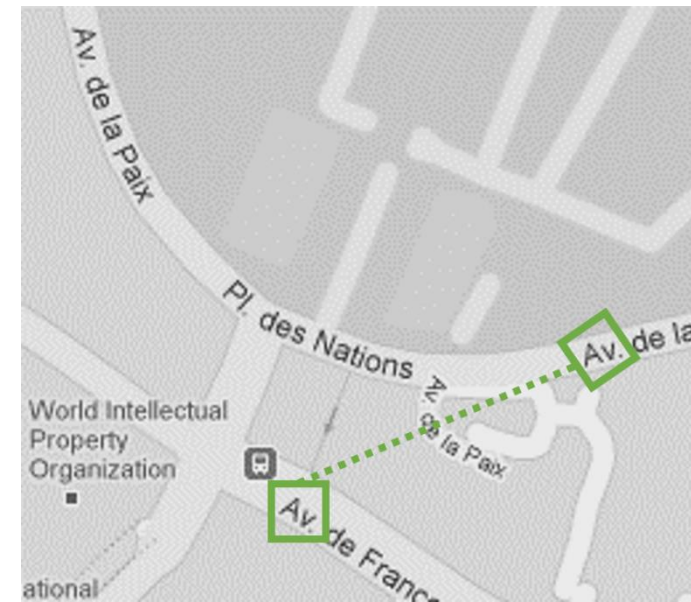 Av. de la Paix
Pl. des Nations
Av. de la
Av. de la Paix
World Intellectual
Property
Organization
Av. de France
ational